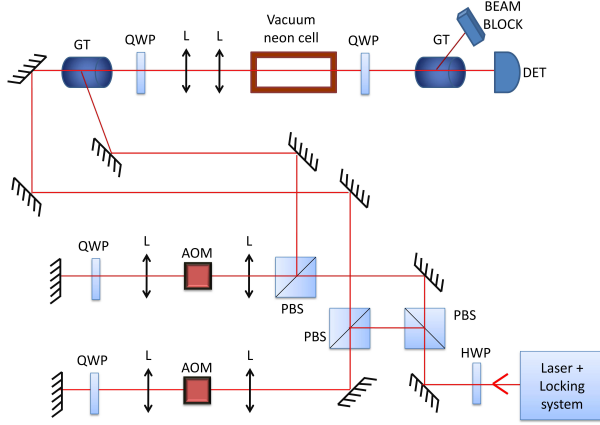 BEAM
BLOCK
GT
QWP
L
L
Vacuum
neon cell
QWP
GT
DET
QWP
L
AOM
L
PBS
PBS
PBS
HWP
QWP
L
AOM
L
Laser +
Locking
system